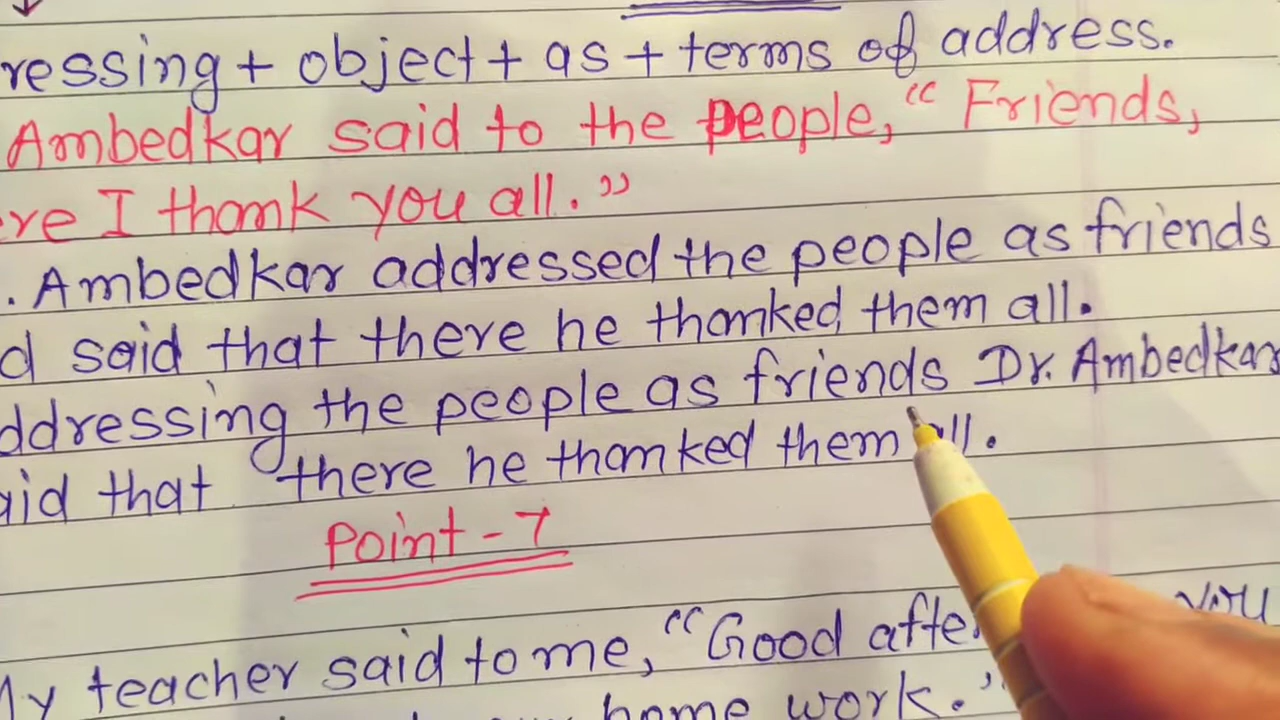 ressing + object + as + terms of address.
Ambedkar said to the people, “Friends,
re I thank you all.”
. Ambedkar addressed the people as friends
d said that there he thanked them all.
ddressing the people as friends Dr. Ambedkar
aid that there he thanked them all.
Point - 7
My teacher said to me, “Good after you
home work.”